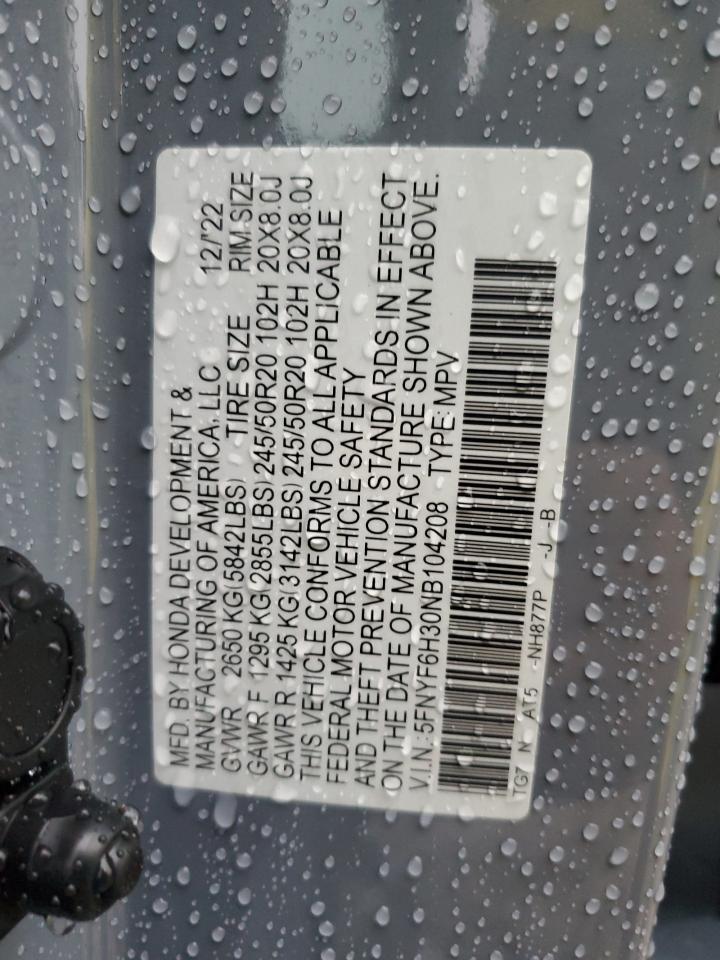 MFD. BY HONDA DEVELOPMENT &
MANUFACTURING OF AMERICA, LLC 12/'22
GVWR 2650 KG(5842LBS) TIRE SIZE RIM SIZE
GAWR F 1295 KG(2855LBS) 245/50R20 102H 20X8.0J
GAWR R 1425 KG(3142LBS) 245/50R20 102H 20X8.0J
THIS VEHICLE CONFORMS TO ALL APPLICABLE
FEDERAL MOTOR VEHICLE SAFETY
AND THEFT PREVENTION STANDARDS IN EFFECT
ON THE DATE OF MANUFACTURE SHOWN ABOVE.
V.I.N.:5FNYF6H30NB104208 TYPE: MPV
TG7 N AT5 -NH877P -J -B